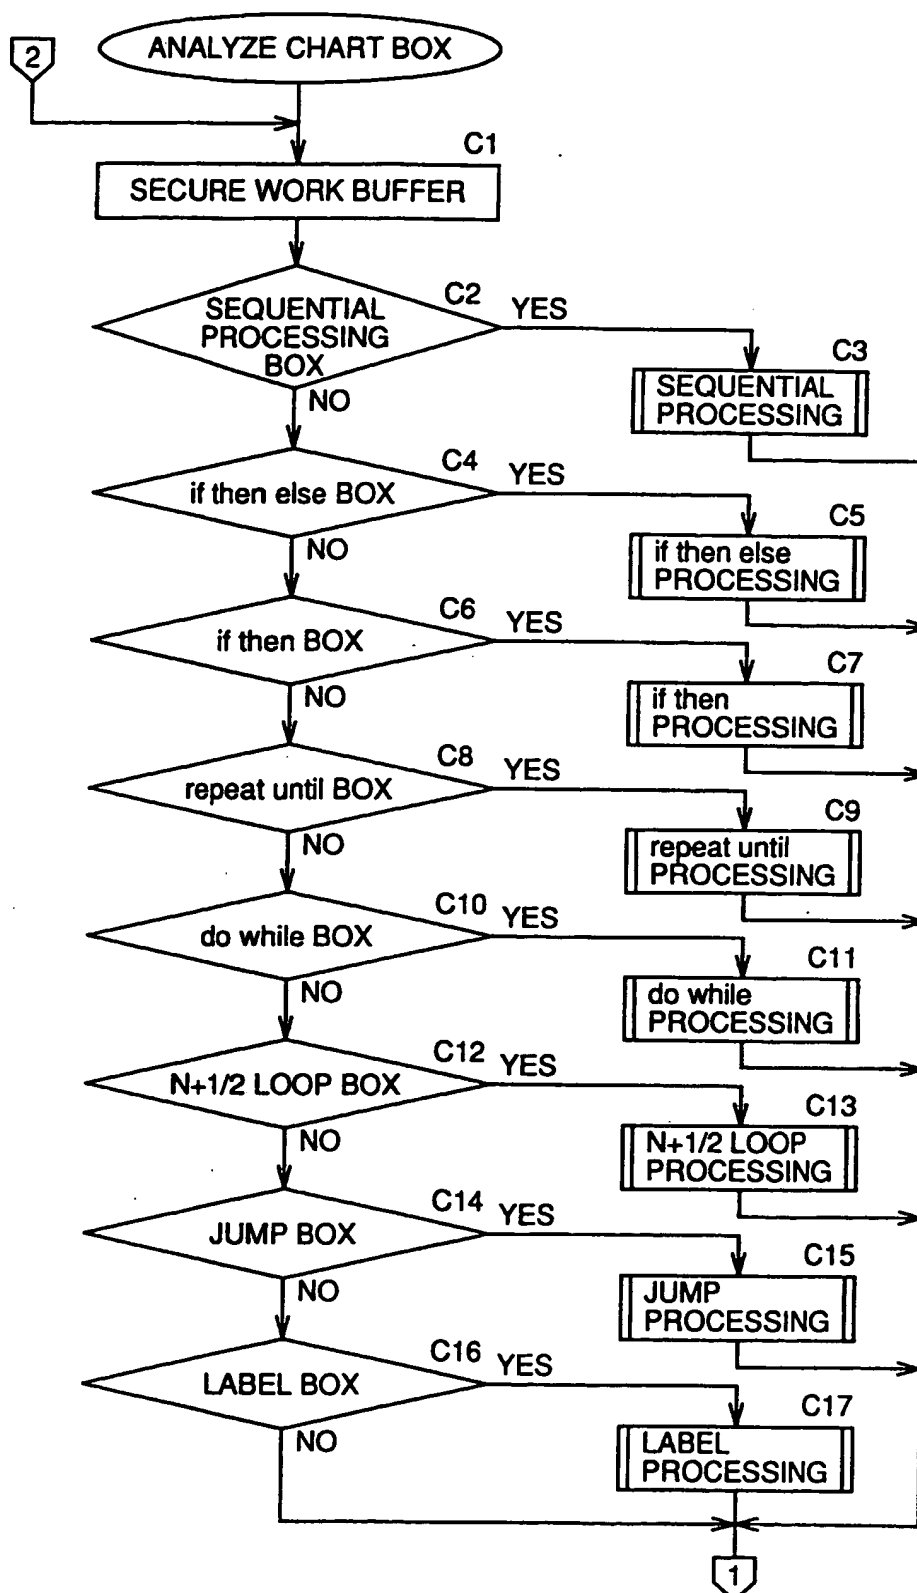 2
ANALYZE CHART BOX
C1
SECURE WORK BUFFER
C2
YES
SEQUENTIAL
PROCESSING
BOX
NO
C3
SEQUENTIAL
PROCESSING
C4
YES
if then else BOX
NO
C5
if then else
PROCESSING
C6
YES
if then BOX
NO
C7
if then
PROCESSING
C8
YES
repeat until BOX
NO
C9
repeat until
PROCESSING
C10
YES
do while BOX
NO
C11
do while
PROCESSING
C12
YES
N+1/2 LOOP BOX
NO
C13
N+1/2 LOOP
PROCESSING
C14
YES
JUMP BOX
NO
C15
JUMP
PROCESSING
C16
YES
LABEL BOX
NO
C17
LABEL
PROCESSING
1